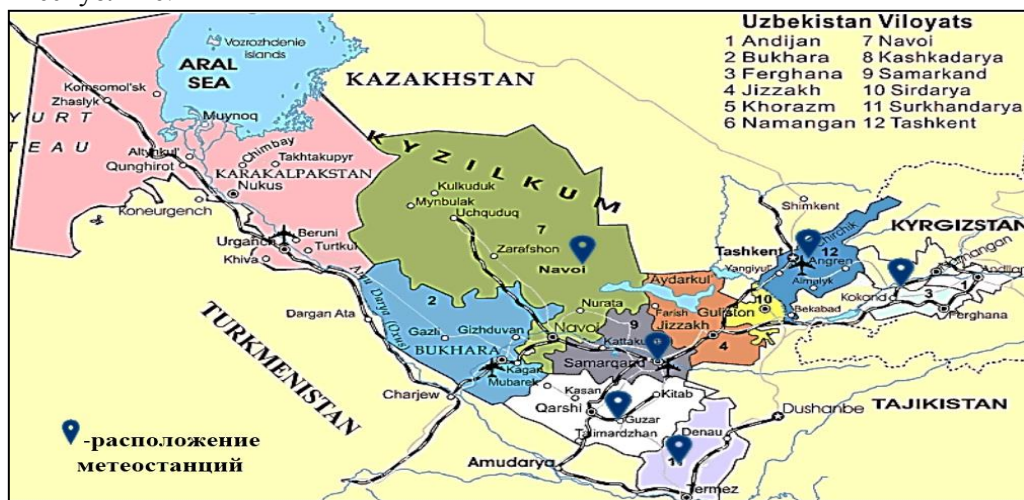 Uzbekistan Viloyats
1 Andijan 7 Navoi
2 Bukhara 8 Kashkadarya
3 Ferghana 9 Samarkand
4 Jizzakh 10 Sirdarya
5 Khorazm 11 Surkhandarya
6 Namangan 12 Tashkent
Vozrozhdenie
Islands
ARAL
SEA
KAZAKHSTAN
Komsomol'sk
Zhaslyk
YURT
TEAU
Muynoq
Altynkul'
Chimbay
Takhtakupyr
Qunghirot
KARAKALPAKSTAN
Nukus
Koneurgench
KYZILKUM
Kulkuduk
Mynbulak
Uchquduq
7
Zarafshon
Navoi
Beruni
Urganch
Turtkul
Khiva
Amu Darya (Oxus)
Dargan Ata
2
Gazli
Gizhduvan
BUKHARA
Kagan
Mubarek
Charjew
Nurata
Navoi
9
Kattaku
Samarqand
Aydarkul
Farish
Jizzakh
4
Guliston
10
Bekabad
Shimkent
Tashkent
Chirchik
12
Angren
Yangiyul
Almalyk
KYRGIZSTAN
Kokand
3
1
Ferghana
TURKMENISTAN
Kasan
Kitab
Qarshi
Guzar
Talimardzhan
Denau
Dushanbe
TAJIKISTAN
Amudarya
Termez
-расположение
метеостанций